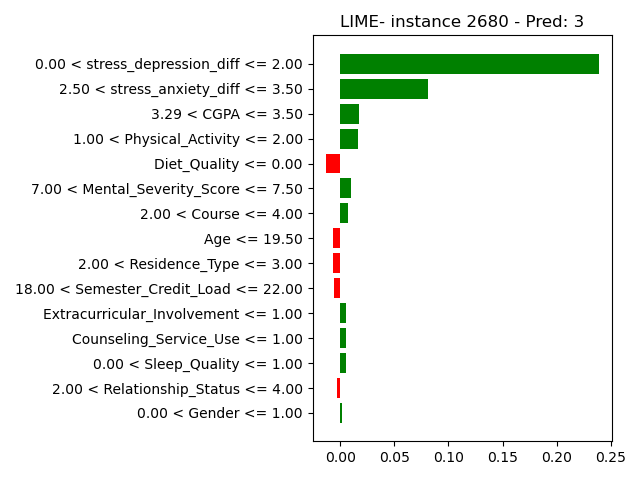 LIME- instance 2680 - Pred: 3
0.00 < stress_depression_diff <= 2.00
2.50 < stress_anxiety_diff <= 3.50
3.29 < CGPA <= 3.50
1.00 < Physical_Activity <= 2.00
Diet_Quality <= 0.00
7.00 < Mental_Severity_Score <= 7.50
2.00 < Course <= 4.00
Age <= 19.50
2.00 < Residence_Type <= 3.00
18.00 < Semester_Credit_Load <= 22.00
Extracurricular_Involvement <= 1.00
Counseling_Service_Use <= 1.00
0.00 < Sleep_Quality <= 1.00
2.00 < Relationship_Status <= 4.00
0.00 < Gender <= 1.00
0.00 0.05 0.10 0.15 0.20 0.25